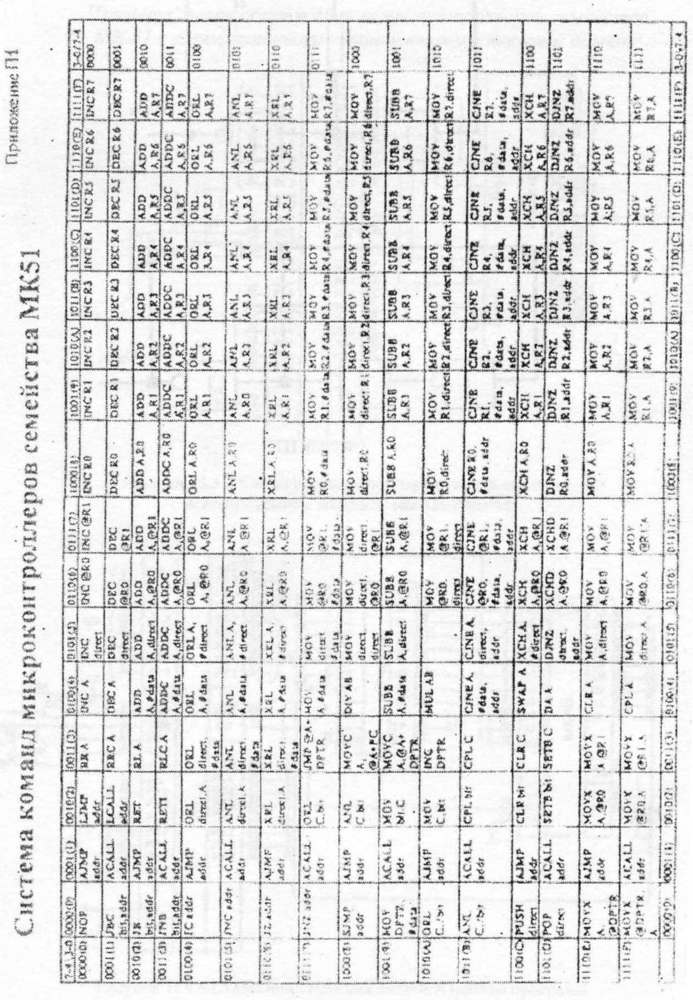 Приложение П1
Система команд микроконтроллеров семейства МК51
7-4\3-0 0000(0) 0001(1) 0010(2) 0011(3) 0100(4) 0101(5) 0110(6) 0111(7) 1000(8) 1001(9) 1010(A) 1011(B) 1100(C) 1101(D) 1110(E) 1111(F) 3-0/7-4
0000(0) NOP AJMP addr LJMP addr RR A INC A INC direct INC @R0 INC @R1 INC R0 INC R1 INC R2 INC R3 INC R4 INC R5 INC R6 INC R7 0000
0001(1) JBC bit,addr ACALL addr LCALL addr RRC A DEC A DEC direct DEC @R0 DEC @R1 DEC R0 DEC R1 DEC R2 DEC R3 DEC R4 DEC R5 DEC R6 DEC R7 0001
0010(2) JB bit,addr AJMP addr RET RL A ADD A,#data ADD A,direct ADD A,@R0 ADD A,@R1 ADD A,R0 ADD A,R1 ADD A,R2 ADD A,R3 ADD A,R4 ADD A,R5 ADD A,R6 ADD A,R7 0010
0011(3) JNB bit,addr ACALL addr RETI RLC A ADDC A,#data ADDC A,direct ADDC A,@R0 ADDC A,@R1 ADDC A,R0 ADDC A,R1 ADDC A,R2 ADDC A,R3 ADDC A,R4 ADDC A,R5 ADDC A,R6 ADDC A,R7 0011
0100(4) JC addr AJMP addr ORL direct,A ORL direct, #data ORL A,#data ORL A, #direct ORL A, @R0 ORL A,@R1 ORL A,R0 ORL A,R1 ORL A,R2 ORL A,R3 ORL A,R4 ORL A,R5 ORL A,R6 ORL A,R7 0100
0101(5) JNC addr ACALL addr ANL direct,A ANL direct, #data ANL A,#data ANL A, #direct ANL A,@R0 ANL A @R1 ANL A,R0 ANL A,R0 ANL A,R2 ANL A,R3 ANL A,R4 ANL A,R5 ANL A,R6 ANL A,R7 0101
0110(6) JZ addr AJMP addr XRL direct,A XRL direct, #data XRL A,#data XRL A, #direct XRL A,@R0 XRL A,@R1 XRL A,R0 XRL A,R1 XRL A,R2 XRL A,R3 XRL A,R4 XRL A,R5 XRL A,R6 XRL A,R7 0110
0111(7) JNZ addr ACALL addr ORL C,bit JMP @A+ DPTR MOV A,#data MOV direct, #data MOV @R0, #data MOV @R1, #data MOV R0,#data MOV R1,#data MOV R2,#data MOV R3,#data MOV R4,#data MOV R5,#data MOV R6,#data MOV R7,#data 0111
1000(8) SJMP addr AJMP addr ANL C,bit MOVC A, @A+PC DIV AB MOV direct, direct MOV direct, @R0 MOV direct, @R1 MOV direct,R0 MOV direct,R1 MOV direct,R2 MOV direct,R3 MOV direct,R4 MOV direct,R5 MOV direct,R6 MOV direct,R7 1000
1001(9) MOV DPTR, #data ACALL addr MOV bit,C MOVC A,@A+ DPTR SUBB A,#data SUBB A,direct SUBB A,@R0 SUBB A,@R1 SUBB A,R0 SUBB A,R1 SUBB A,R2 SUBB A,R3 SUBB A,R4 SUBB A,R5 SUBB A,R6 SUBB A,R7 1001
1010(A) ORL C,/bit AJMP addr MOV C,bit INC DPTR MUL AB MOV @R0, direct MOV @R1, direct MOV R0,direct MOV R1,direct MOV R2,direct MOV R3,direct MOV R4,direct MOV R5,direct MOV R6,direct MOV R7,direct 1010
1011(B) ANL C,/bit ACALL addr CPL bit CPL C CJNE A, #data, addr CJNE A, direct, addr CJNE @R0, #data, addr CJNE @R1, #data, addr CJNE R0, #data, addr CJNE R1, #data, addr CJNE R2, #data, addr CJNE R3, #data, addr CJNE R4, #data, addr CJNE R5, #data, addr CJNE R6, #data, addr CJNE R7, #data, addr 1011
1100(C) PUSH direct AJMP addr CLR bit CLR C SWAP A XCH A, #direct XCH A,@R0 XCH A,@R1 XCH A,R0 XCH A,R1 XCH A,R2 XCH A,R3 XCH A,R4 XCH A,R5 XCH A,R6 XCH A,R7 1100
1101(D) POP direct ACALL addr SETB bit SETB C DA A DJNZ direct, addr XCHD A,@R0 XCHD A,@R1 DJNZ R0,addr DJNZ R1,addr DJNZ R2,addr DJNZ R3,addr DJNZ R4,addr DJNZ R5,addr DJNZ R6,addr DJNZ R7,addr 1101
1110(E) MOVX A, @DPTR AJMP addr MOVX A,@R0 MOVX A @R1 CLR A MOV A,direct MOV A,@R0 MOV A,@R1 MOV A,R0 MOV A,R1 MOV A,R2 MOV A,R3 MOV A,R4 MOV A,R5 MOV A,R6 MOV A,R7 1110
1111(F) MOVX @DPTR, A ACALL addr MOVX @R0,A MOVX @R1,A CPL A MOV direct,A MOV @R0,A MOV @R1,A MOV R0,A MOV R1,A MOV R2,A MOV R3,A MOV R4,A MOV R5,A MOV R6,A MOV R7,A 1111
0000(0) 0001(1) 0010(2) 0011(3) 0100(4) 0101(5) 0110(6) 0111(7) 1000(8) 1001(9) 1010(A) 1011(B) 1100(C) 1101(D) 1110(E) 1111(F) 3-0/7-4